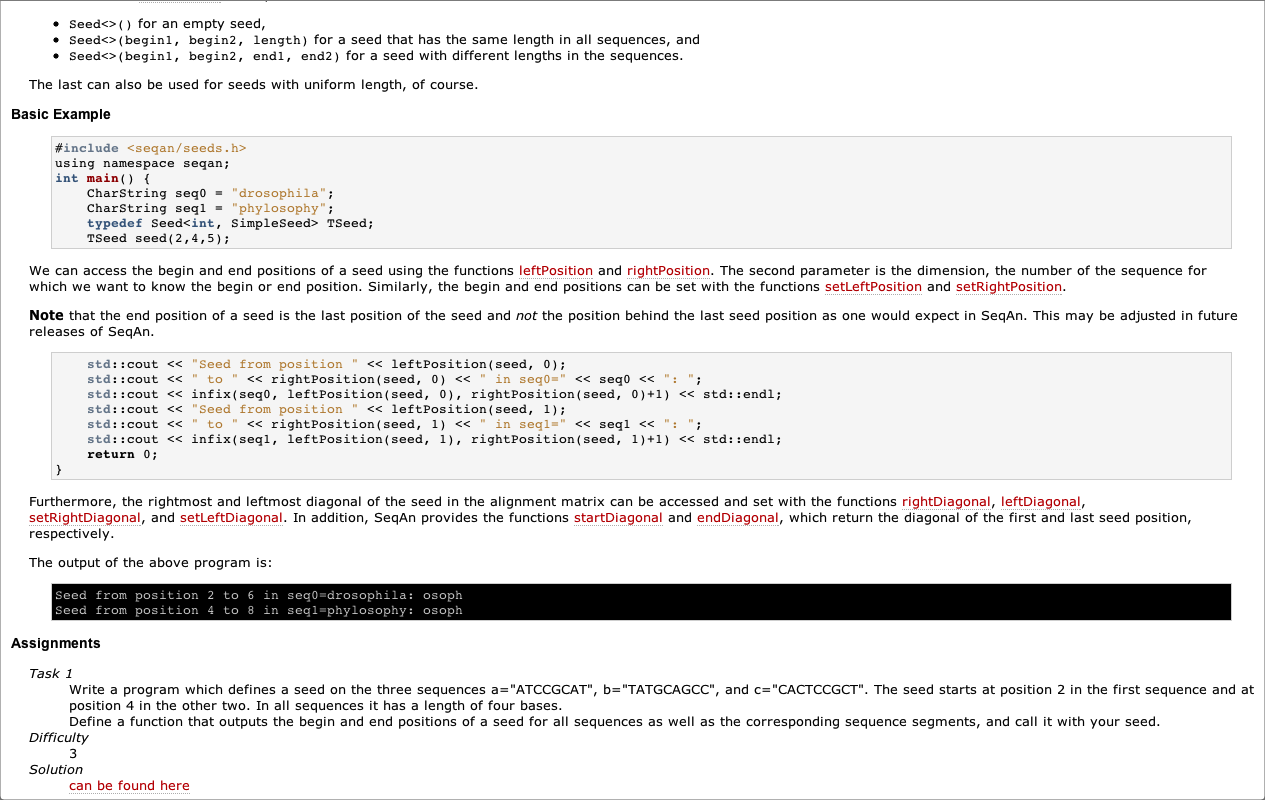 • Seed<>() for an empty seed,
• Seed<>(begin1, begin2, length) for a seed that has the same length in all sequences, and
• Seed<>(begin1, begin2, end1, end2) for a seed with different lengths in the sequences.
The last can also be used for seeds with uniform length, of course.
Basic Example
#include <seqan/seeds.h>
using namespace seqan;
int main() {
    CharString seq0 = "drosophila";
    CharString seq1 = "phylosophy";
    typedef Seed<int, SimpleSeed> TSeed;
    TSeed seed(2,4,5);
We can access the begin and end positions of a seed using the functions leftPosition and rightPosition. The second parameter is the dimension, the number of the sequence for
which we want to know the begin or end position. Similarly, the begin and end positions can be set with the functions setLeftPosition and setRightPosition.
Note that the end position of a seed is the last position of the seed and not the position behind the last seed position as one would expect in SeqAn. This may be adjusted in future
releases of SeqAn.
    std::cout << "Seed from position " << leftPosition(seed, 0);
    std::cout << " to " << rightPosition(seed, 0) << " in seq0=" << seq0 << ": ";
    std::cout << infix(seq0, leftPosition(seed, 0), rightPosition(seed, 0)+1) << std::endl;
    std::cout << "Seed from position " << leftPosition(seed, 1);
    std::cout << " to " << rightPosition(seed, 1) << " in seq1=" << seq1 << ": ";
    std::cout << infix(seq1, leftPosition(seed, 1), rightPosition(seed, 1)+1) << std::endl;
    return 0;
}
Furthermore, the rightmost and leftmost diagonal of the seed in the alignment matrix can be accessed and set with the functions rightDiagonal, leftDiagonal,
setRightDiagonal, and setLeftDiagonal. In addition, SeqAn provides the functions startDiagonal and endDiagonal, which return the diagonal of the first and last seed position,
respectively.
The output of the above program is:
Seed from position 2 to 6 in seq0=drosophila: osoph
Seed from position 4 to 8 in seq1=phylosophy: osoph
Assignments
Task 1
Write a program which defines a seed on the three sequences a="ATCCGCAT", b="TATGCAGCC", and c="CACTCCGCT". The seed starts at position 2 in the first sequence and at
position 4 in the other two. In all sequences it has a length of four bases.
Define a function that outputs the begin and end positions of a seed for all sequences as well as the corresponding sequence segments, and call it with your seed.
Difficulty
3
Solution
can be found here